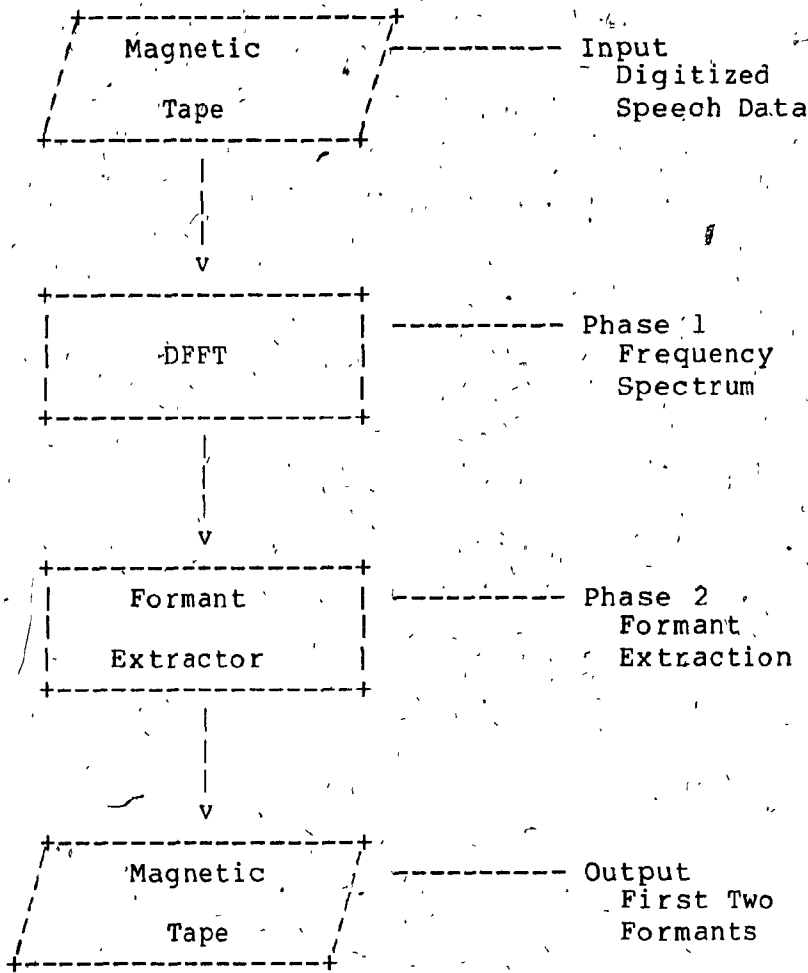 Magnetic
Tape
Input
Digitized
Speech Data
DFFT
Phase 1
Frequency
Spectrum
Formant
Extractor
Phase 2
Formant
Extraction
Magnetic
Tape
Output
First Two
Formants